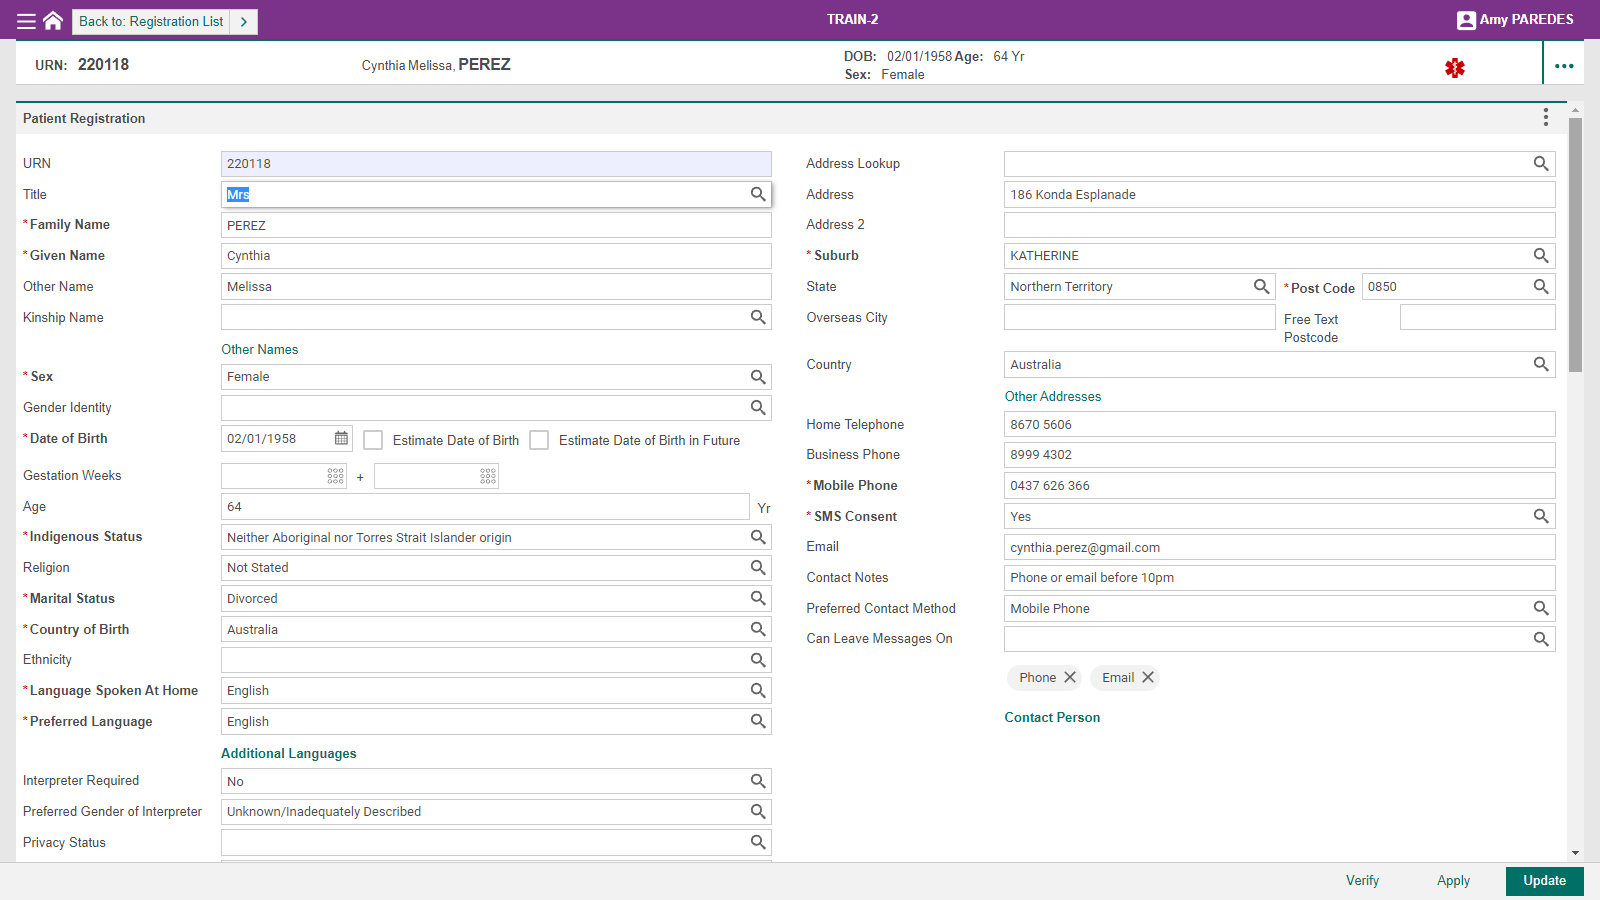 Back to: Registration List
TRAIN-2
Amy PAREDES
URN: 220118
Cynthia Melissa, PEREZ
DOB: 02/01/1958 Age: 64 Yr
Sex: Female
Patient Registration
URN 220118
Title Mrs
* Family Name PEREZ
* Given Name Cynthia
Other Name Melissa
Kinship Name
Other Names
* Sex Female
Gender Identity
* Date of Birth 02/01/1958 Estimate Date of Birth Estimate Date of Birth in Future
Gestation Weeks +
Age 64 Yr
* Indigenous Status Neither Aboriginal nor Torres Strait Islander origin
Religion Not Stated
* Marital Status Divorced
* Country of Birth Australia
Ethnicity
* Language Spoken At Home English
* Preferred Language English
Additional Languages
Interpreter Required No
Preferred Gender of Interpreter Unknown/Inadequately Described
Privacy Status
Address Lookup
Address 186 Konda Esplanade
Address 2
* Suburb KATHERINE
State Northern Territory * Post Code 0850
Overseas City Free Text
Postcode
Country Australia
Other Addresses
Home Telephone 8670 5606
Business Phone 8999 4302
* Mobile Phone 0437 626 366
* SMS Consent Yes
Email cynthia.perez@gmail.com
Contact Notes Phone or email before 10pm
Preferred Contact Method Mobile Phone
Can Leave Messages On
Phone Email
Contact Person
Verify Apply Update